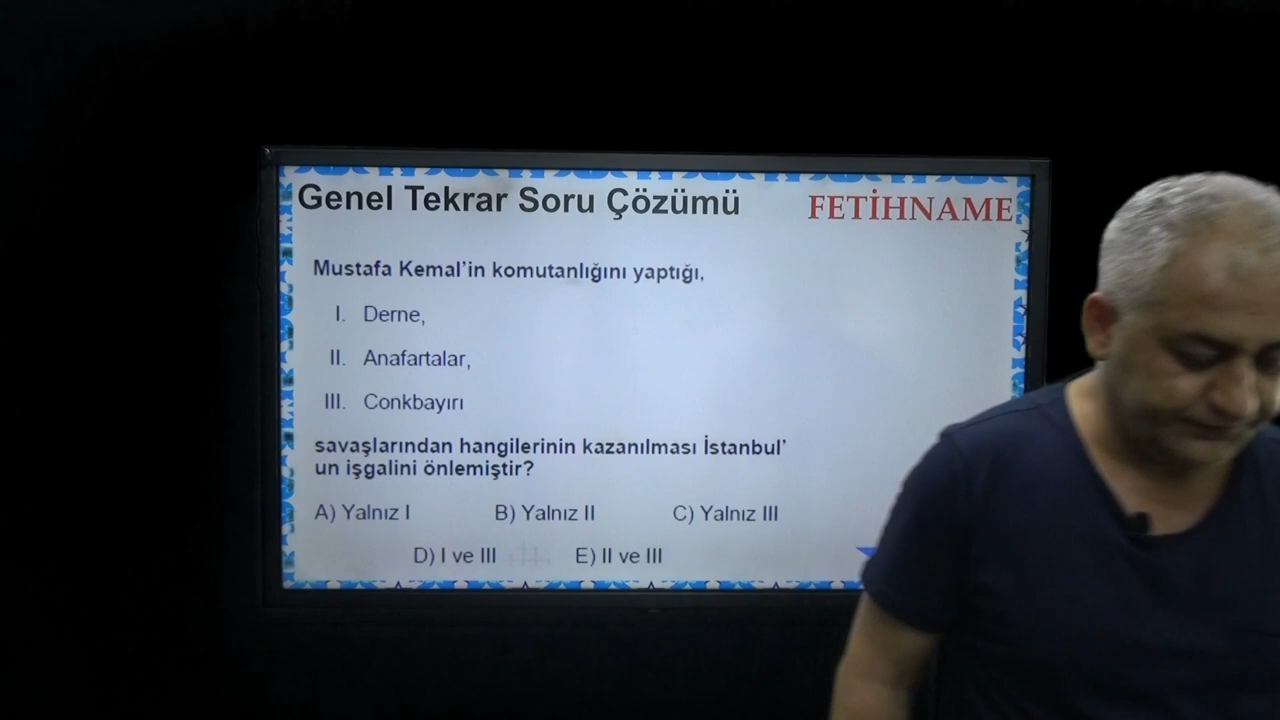 Genel Tekrar Soru Çözümü
FETİHNAME
Mustafa Kemal'in komutanlığını yaptığı,
I. Derne,
II. Anafartalar,
III. Conkbayırı
savaşlarından hangilerinin kazanılması İstanbul'
un işgalini önlemiştir?
A) Yalnız I B) Yalnız II C) Yalnız III
D) I ve III E) II ve III